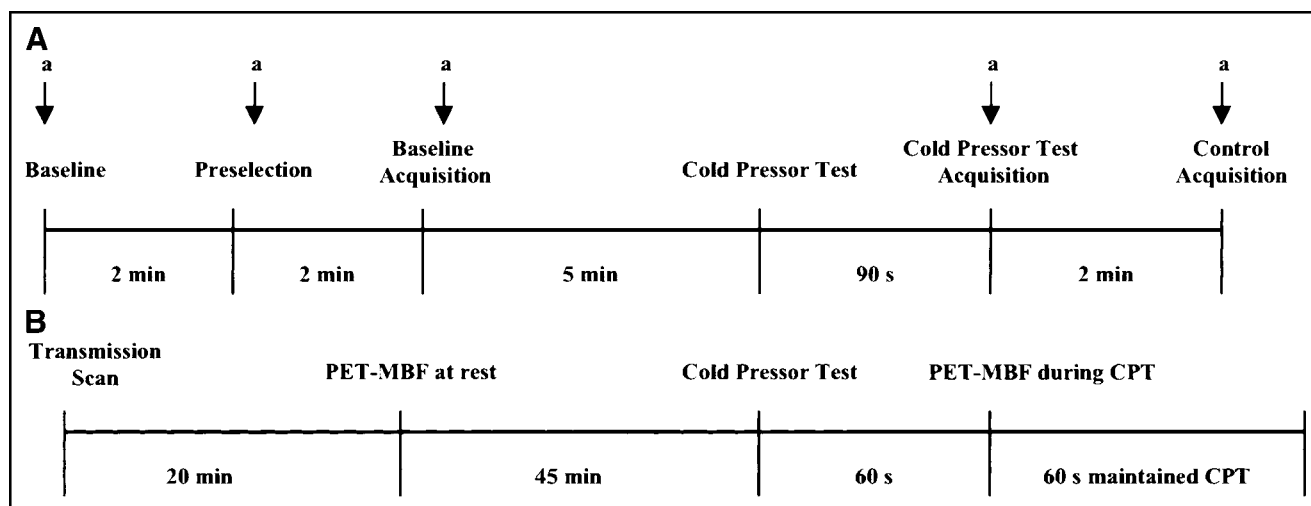 A
a a a a a
Baseline Preselection Baseline Acquisition Cold Pressor Test Cold Pressor Test Acquisition Control Acquisition
2 min 2 min 5 min 90 s 2 min
B
Transmission Scan PET-MBF at rest Cold Pressor Test PET-MBF during CPT
20 min 45 min 60 s 60 s maintained CPT